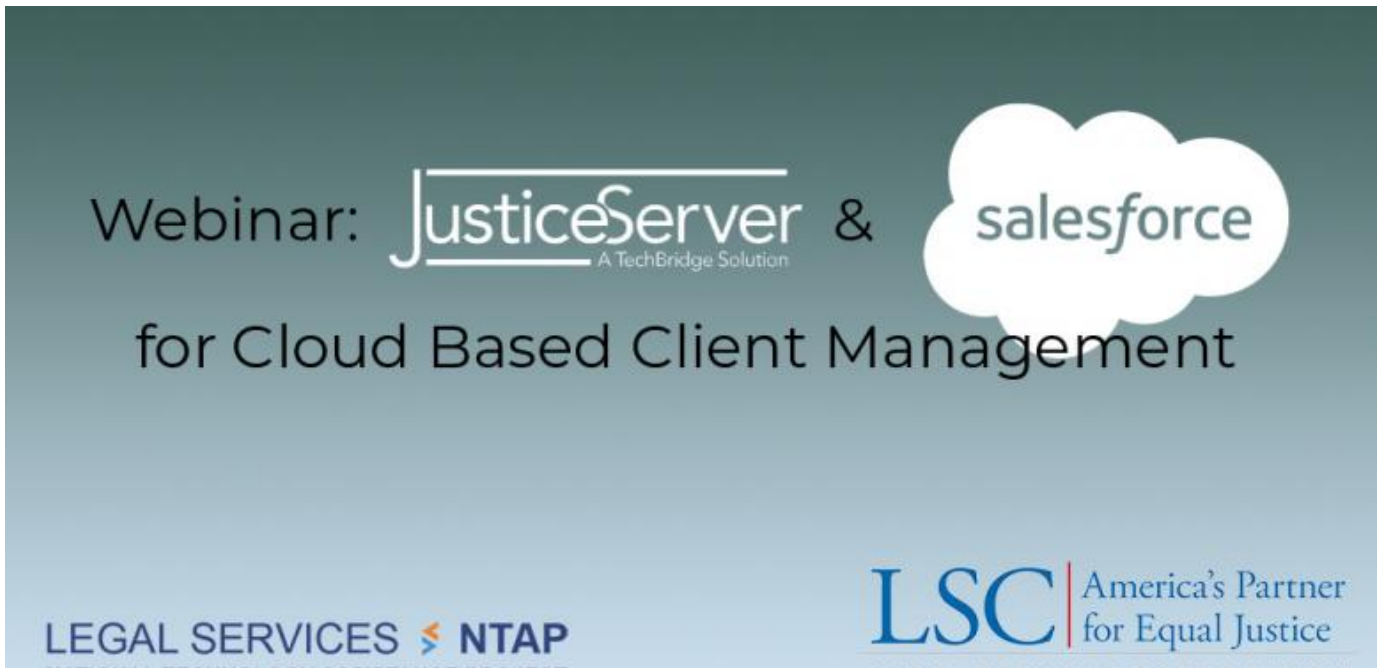 Webinar: JusticeServer & salesforce
A TechBridge Solution
for Cloud Based Client Management
LSC America's Partner
for Equal Justice
LEGAL SERVICES NTAP